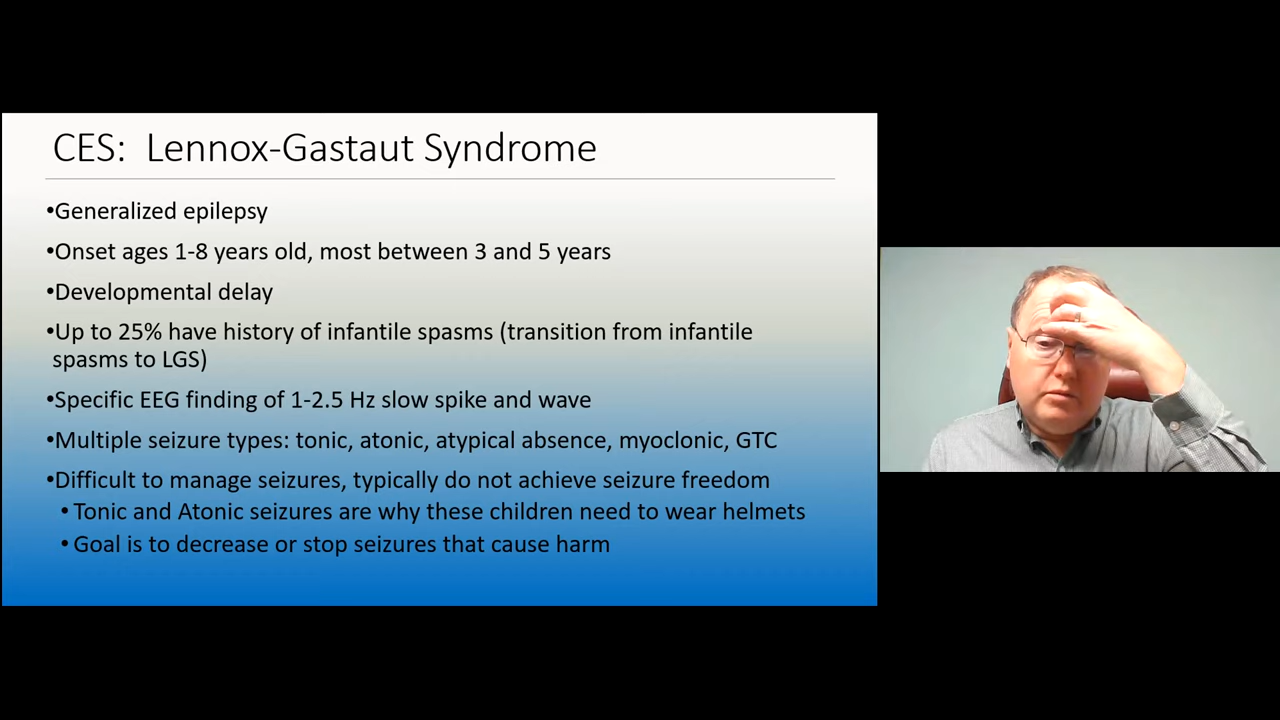 CES: Lennox-Gastaut Syndrome
•Generalized epilepsy
•Onset ages 1-8 years old, most between 3 and 5 years
•Developmental delay
•Up to 25% have history of infantile spasms (transition from infantile
spasms to LGS)
•Specific EEG finding of 1-2.5 Hz slow spike and wave
•Multiple seizure types: tonic, atonic, atypical absence, myoclonic, GTC
•Difficult to manage seizures, typically do not achieve seizure freedom
• Tonic and Atonic seizures are why these children need to wear helmets
• Goal is to decrease or stop seizures that cause harm